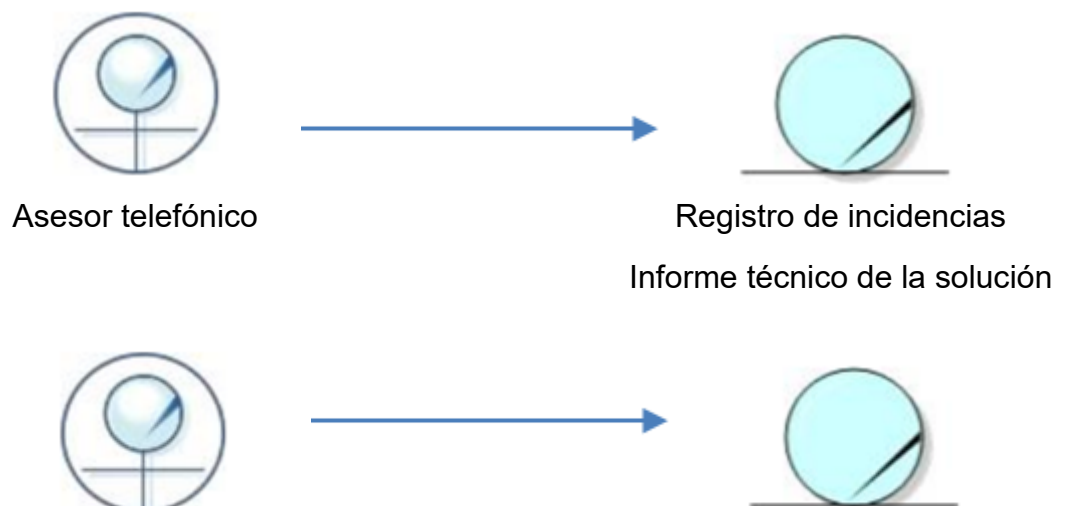 Asesor telefónico
Registro de incidencias
Informe técnico de la solución